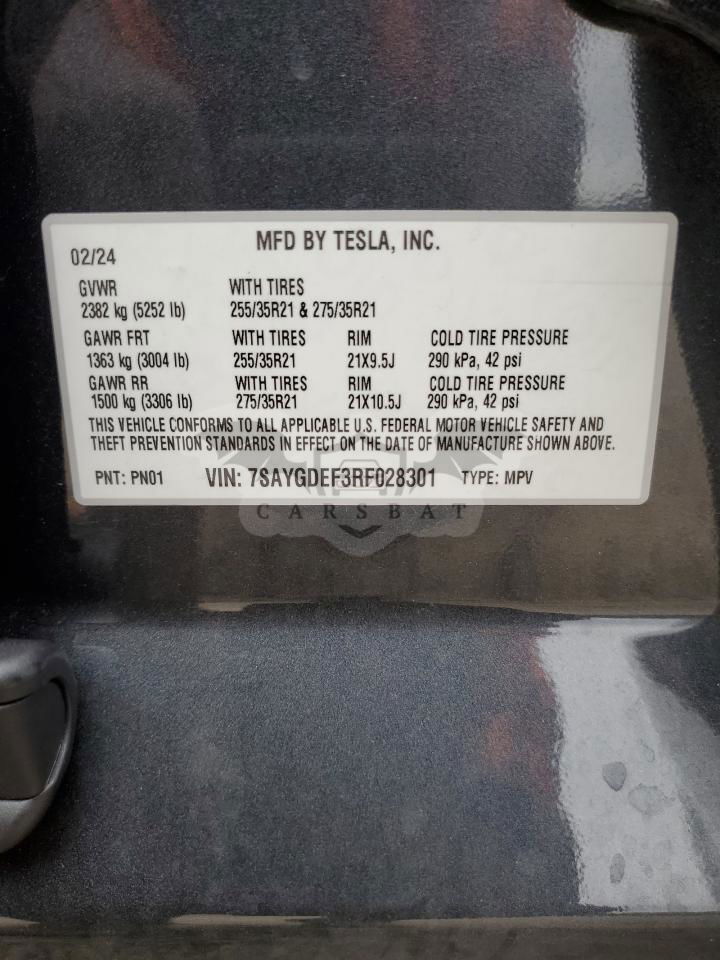 MFD BY TESLA, INC.
02/24
GVWR WITH TIRES
2382 kg (5252 lb) 255/35R21 & 275/35R21
GAWR FRT WITH TIRES RIM COLD TIRE PRESSURE
1363 kg (3004 lb) 255/35R21 21X9.5J 290 kPa, 42 psi
GAWR RR WITH TIRES RIM COLD TIRE PRESSURE
1500 kg (3306 lb) 275/35R21 21X10.5J 290 kPa, 42 psi
THIS VEHICLE CONFORMS TO ALL APPLICABLE U.S. FEDERAL MOTOR VEHICLE SAFETY AND
THEFT PREVENTION STANDARDS IN EFFECT ON THE DATE OF MANUFACTURE SHOWN ABOVE.
PNT: PN01 VIN: 7SAYGDEF3RF028301 TYPE: MPV
CARSBAT